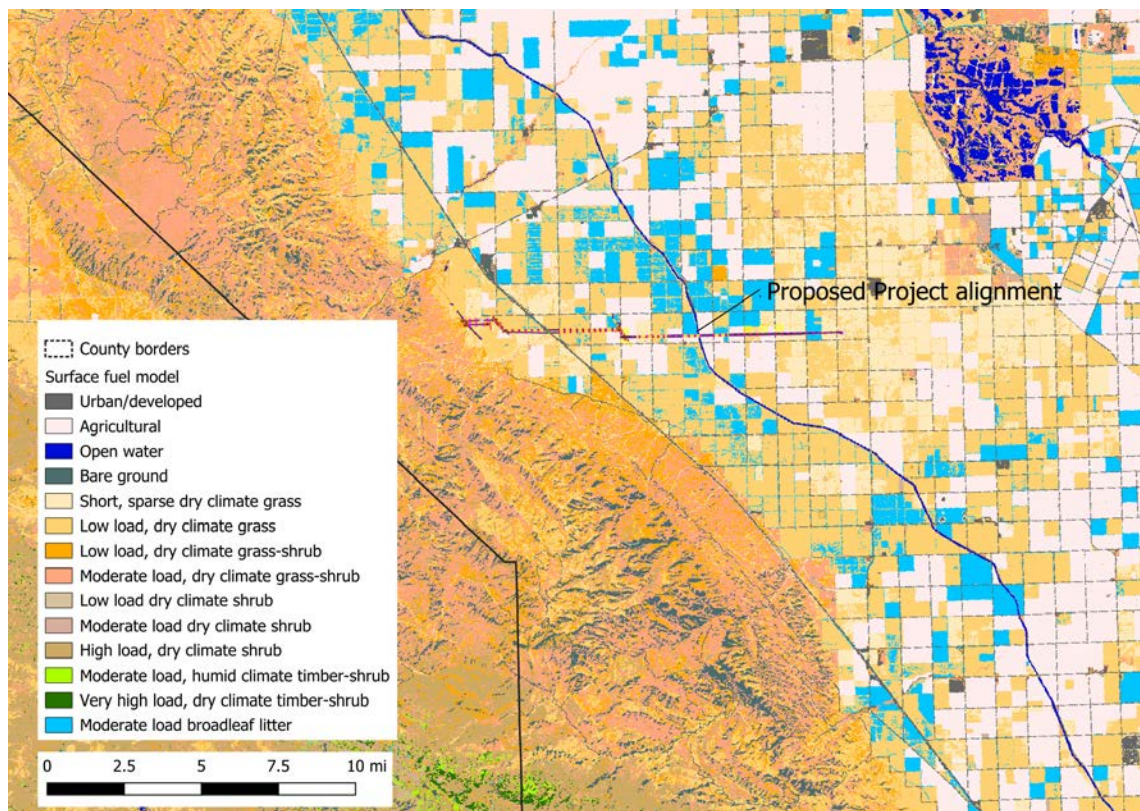 Proposed Project alignment
County borders
Surface fuel model
Urban/developed
Agricultural
Open water
Bare ground
Short, sparse dry climate grass
Low load, dry climate grass
Low load, dry climate grass-shrub
Moderate load, dry climate grass-shrub
Low load dry climate shrub
Moderate load dry climate shrub
High load, dry climate shrub
Moderate load, humid climate timber-shrub
Very high load, dry climate timber-shrub
Moderate load broadleaf litter
0 2.5 5 7.5 10 mi